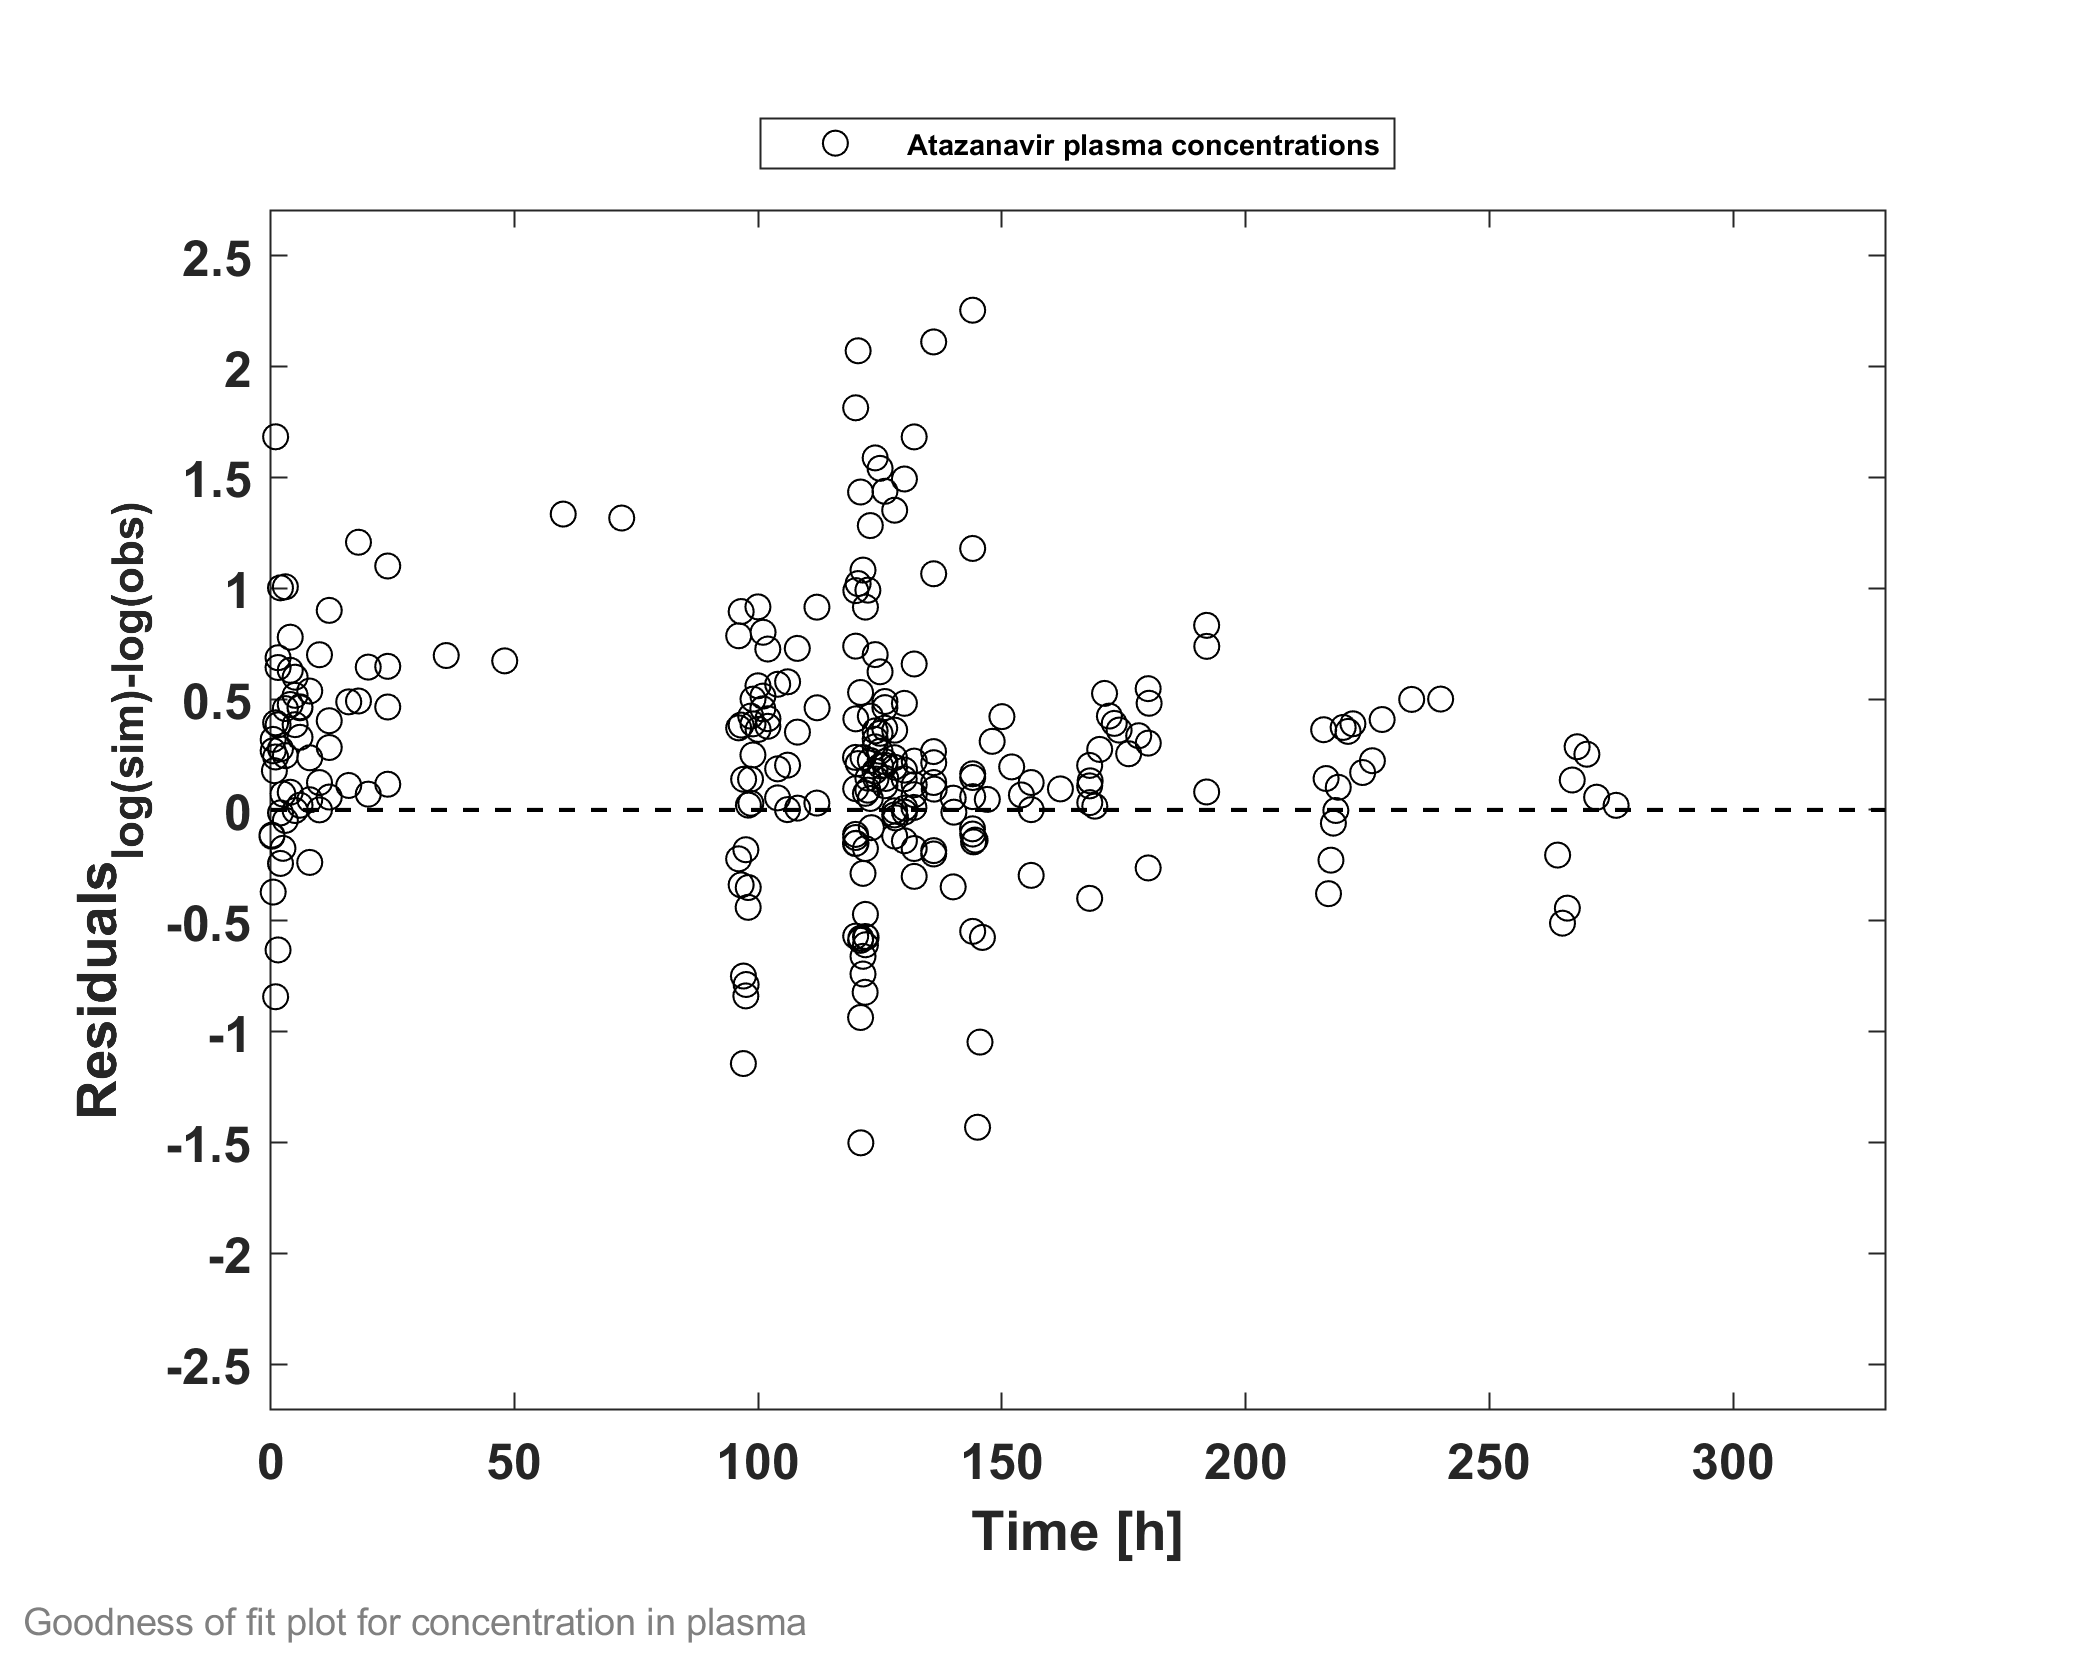 Atazanavir plasma concentrations
2.5
2
1.5
1
0.5
0
-0.5
-1
-1.5
-2
-2.5
Residuals log(sim)-log(obs)
0 50 100 150 200 250 300
Time [h]
Goodness of fit plot for concentration in plasma